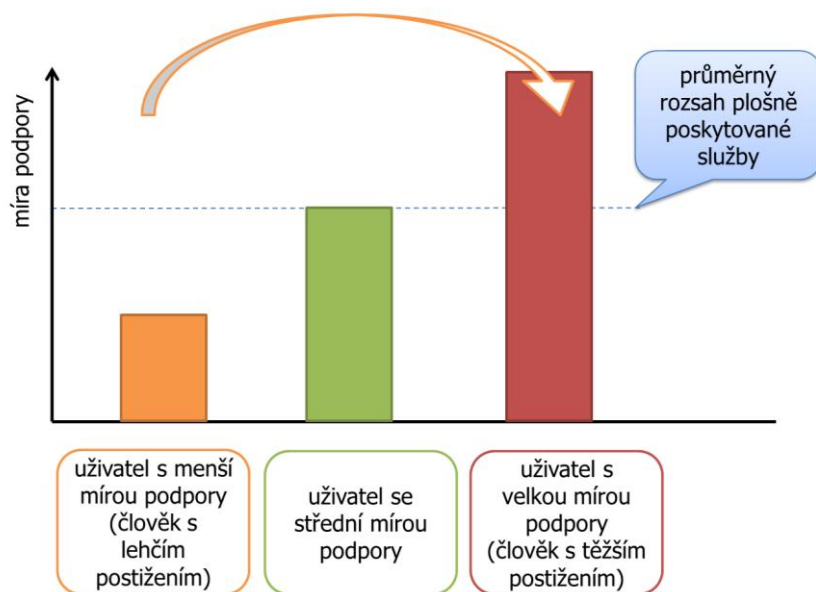 průměrný
rozsah plošně
poskytované
služby
míra podpory
uživatel s menší
mírou podpory
(člověk s
lehčím
postižením)
uživatel se
střední mírou
podpory
uživatel s
velkou mírou
podpory
(člověk s těžším
postižením)